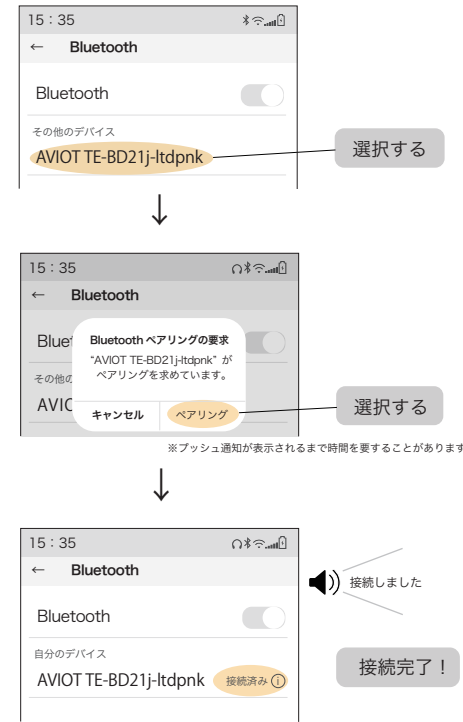 15：35
← Bluetooth
Bluetooth
その他のデバイス
AVIOT TE-BD21j-ltdpnk
選択する
↓
15：35
← Bluetooth
Blue
Bluetooth ペアリングの要求
“AVIOT TE-BD21j-ltdpnk” が
ペアリングを求めています。
その他の
AVIO
キャンセル ペアリング
選択する
※プッシュ通知が表示されるまで時間を要することがあります
↓
15：35
← Bluetooth
接続しました
Bluetooth
自分のデバイス
AVIOT TE-BD21j-ltdpnk 接続済み ⓘ
接続完了！